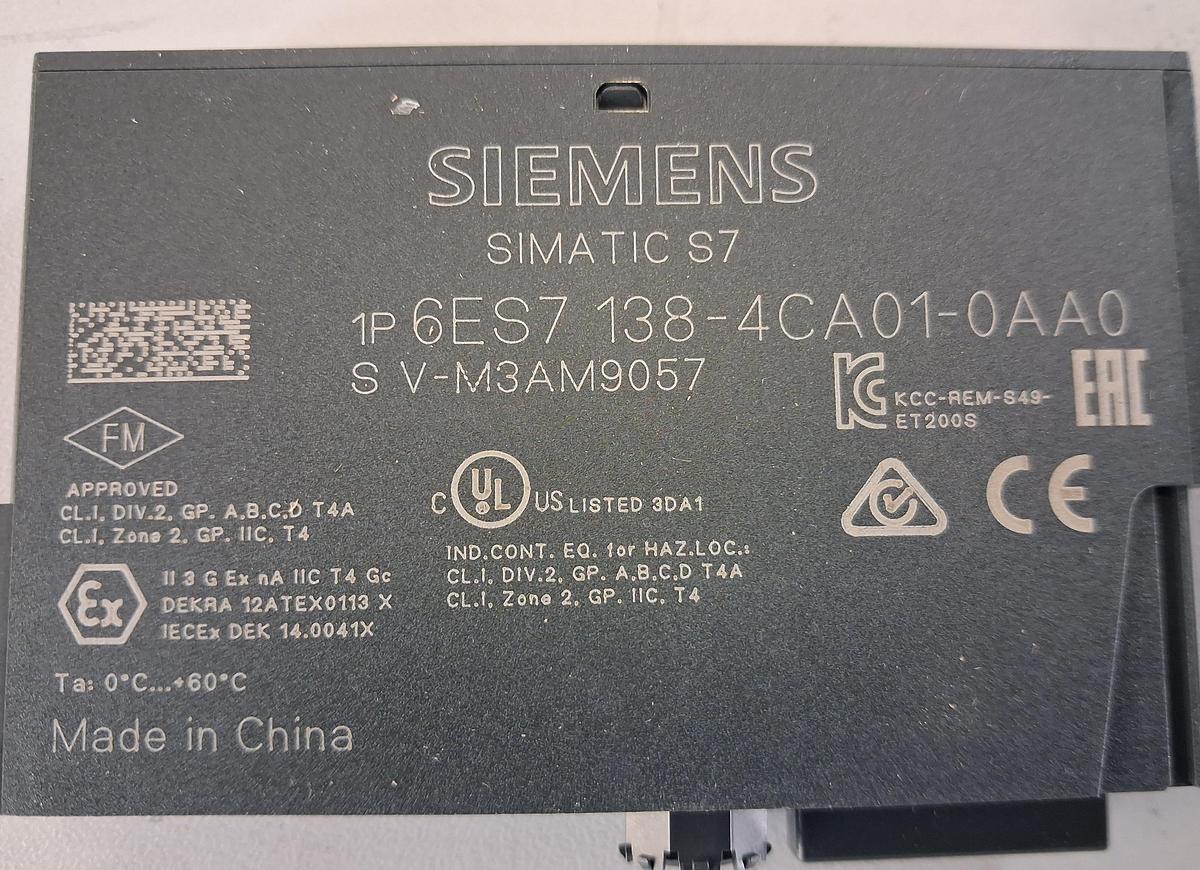 SIEMENS
SIMATIC S7
1P 6ES7 138-4CA01-0AA0
S V-M3AM9057
KCC-REM-S49-
ET200S
EAC
FM
APPROVED
CL.I, DIV.2, GP. A,B,C,D T4A
CL.I, Zone 2, GP. IIC, T4
C UL US LISTED 3DA1
IND.CONT. EQ. for HAZ.LOC.:
CL.I, DIV.2, GP. A,B,C,D T4A
CL.I, Zone 2, GP. IIC, T4
CE
Ex
II 3 G Ex nA IIC T4 Gc
DEKRA 12ATEX0113 X
IECEx DEK 14.0041X
Ta: 0°C...+60°C
Made in China